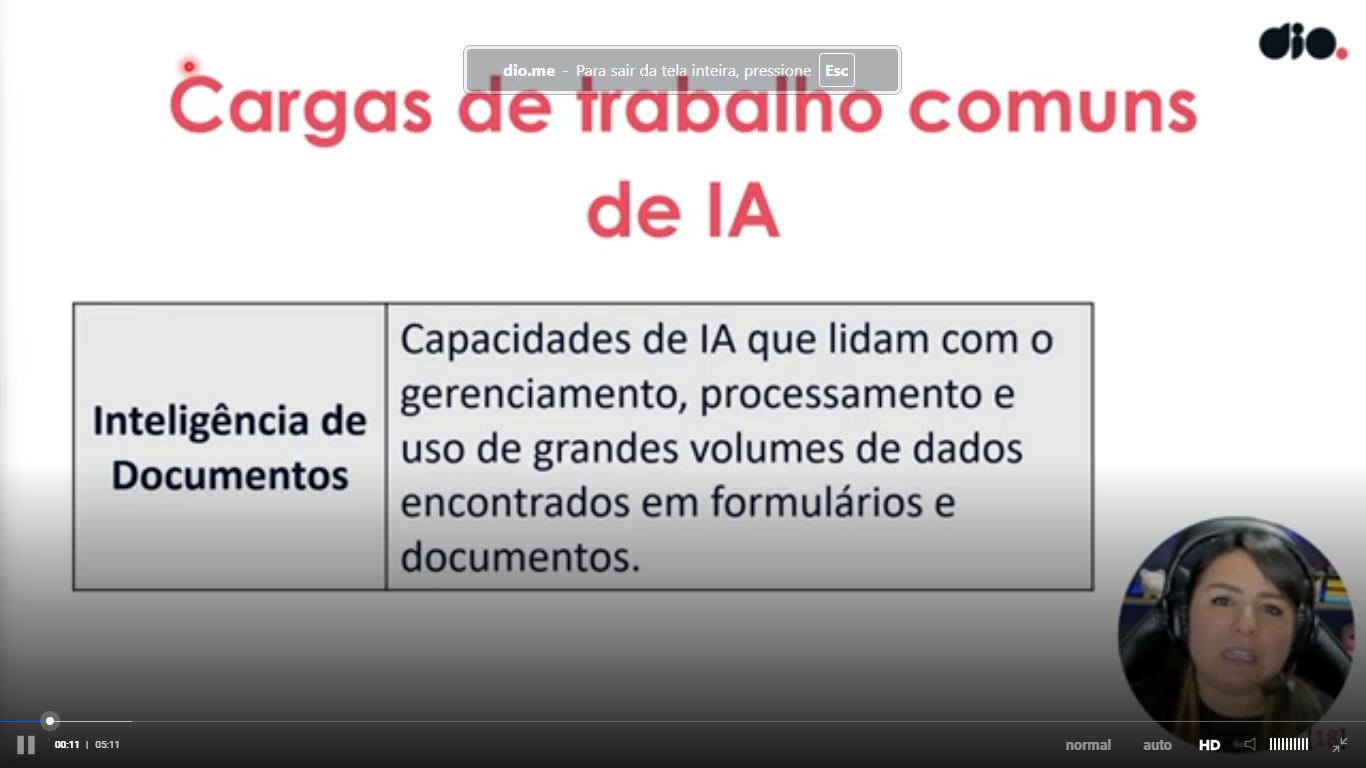 dio.
dio.me - Para sair da tela inteira, pressione Esc
Cargas de trabalho comuns
de IA
Inteligência de
Documentos
Capacidades de IA que lidam com o
gerenciamento, processamento e
uso de grandes volumes de dados
encontrados em formulários e
documentos.
[18]
00:11 | 05:11
normal auto HD